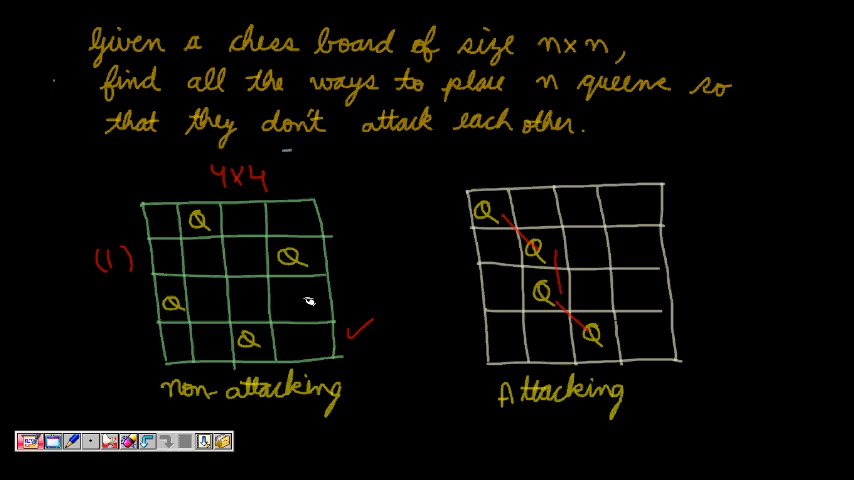 Given a chess board of size n×n,
find all the ways to place n queens so
that they don't attack each other.
4×4
Q
Q
(1)
Q
Q
Non-attacking
Q
Q
Q
Q
Attacking